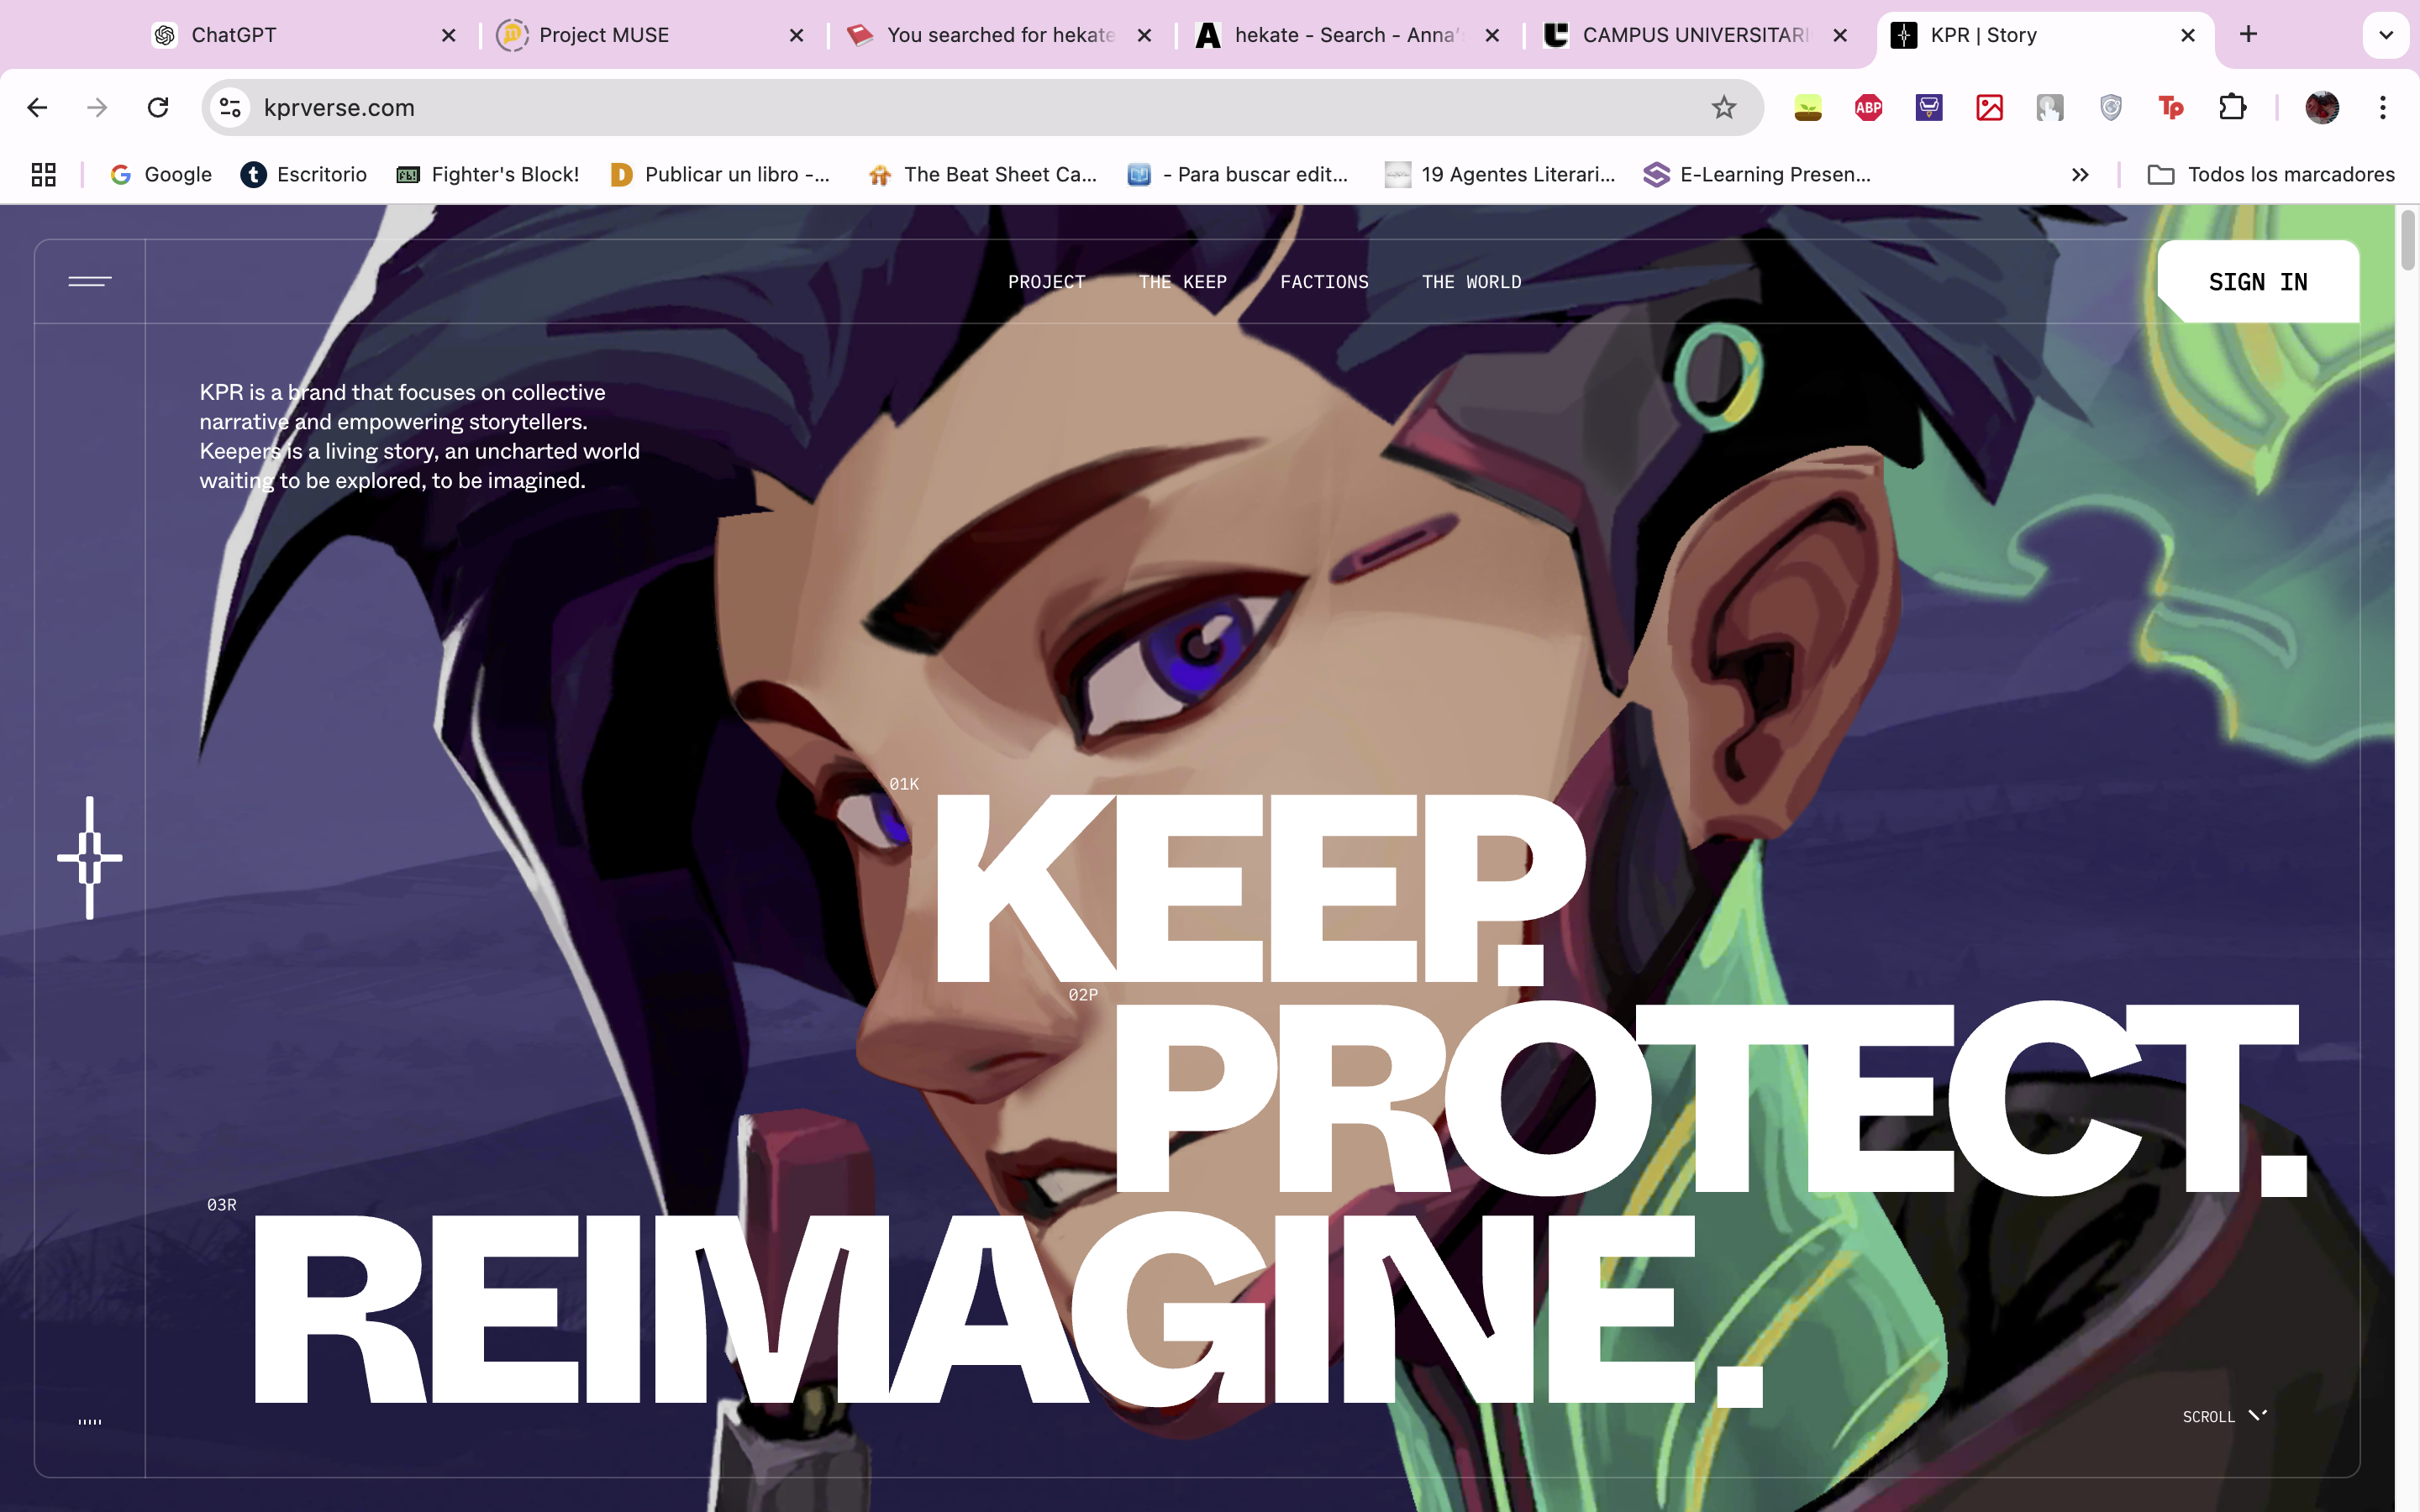 ChatGPT
Project MUSE
You searched for hekate
hekate - Search - Anna's
CAMPUS UNIVERSITARI
KPR | Story
kprverse.com
ABP
Tp
Google
t
Escritorio
Fighter's Block!
D
Publicar un libro -...
The Beat Sheet Ca...
- Para buscar edit...
19 Agentes Literari...
E-Learning Presen...
Todos los marcadores
PROJECT
THE KEEP
FACTIONS
THE WORLD
SIGN IN
KPR is a brand that focuses on collective
narrative and empowering storytellers.
Keepers is a living story, an uncharted world
waiting to be explored, to be imagined.
01K
KEEP.
02P
PROTECT.
03R
REIMAGINE.
SCROLL